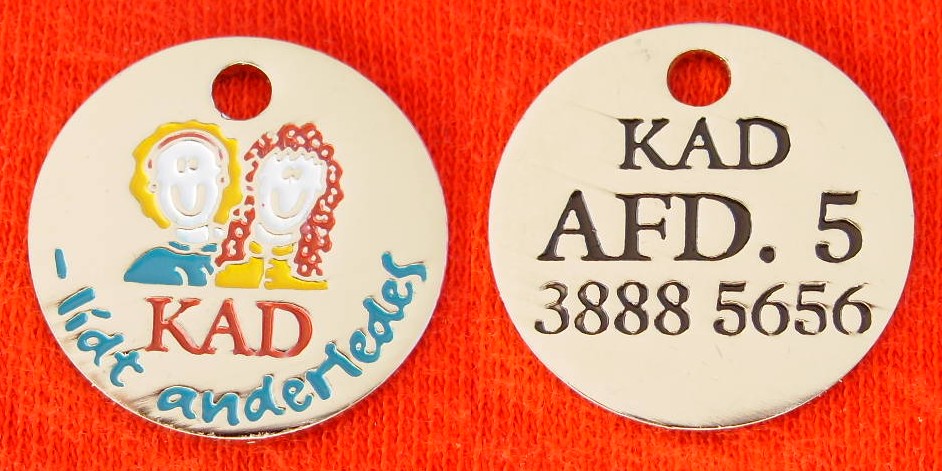 KAD
- lidt anderledes
KAD
AFD. 5
3888 5656